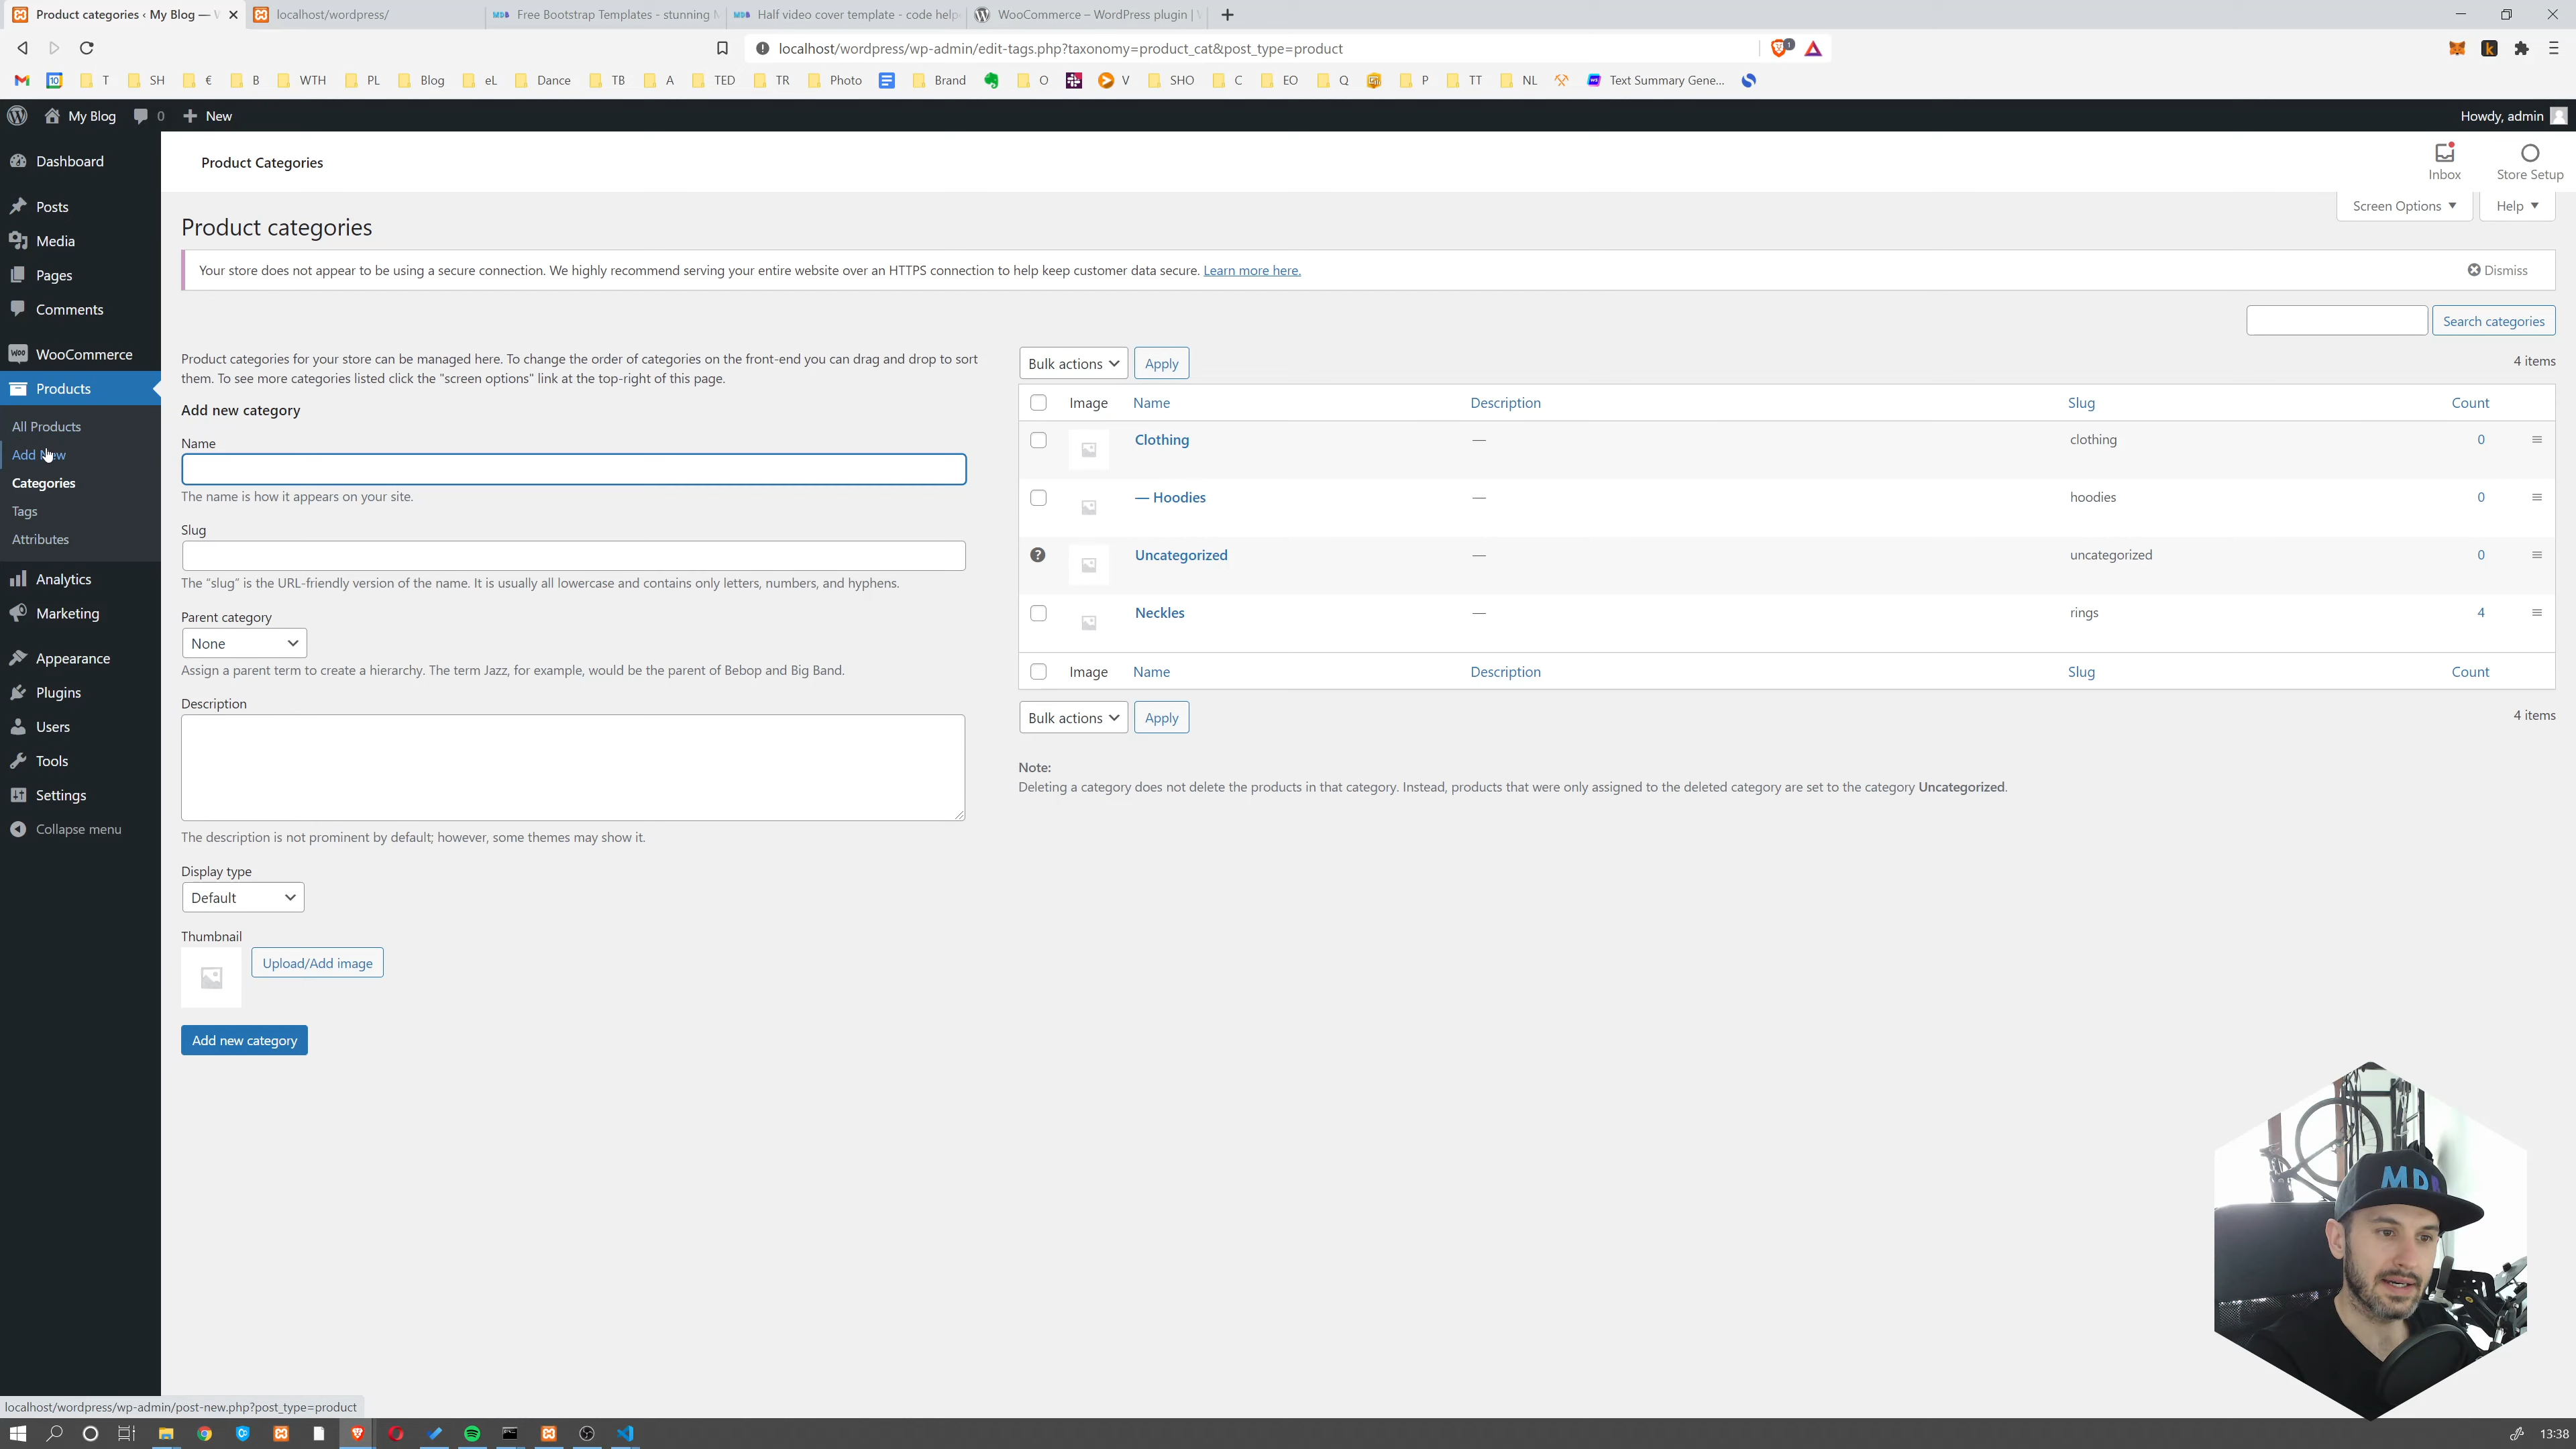 Product categories ‹ My Blog — W
localhost/wordpress/
MDB Free Bootstrap Templates - stunning M
MDB Half video cover template - code help
WooCommerce – WordPress plugin | W
localhost/wordpress/wp-admin/edit-tags.php?taxonomy=product_cat&post_type=product
1
10 T SH € B WTH PL Blog eL Dance TB A TED TR Photo Brand O V SHO C EO Q P TT NL Text Summary Gene...
My Blog 0 New
Howdy, admin
Dashboard
Posts
Media
Pages
Comments
WooCommerce
Products
All Products
Add New
Categories
Tags
Attributes
Analytics
Marketing
Appearance
Plugins
Users
Tools
Settings
Collapse menu
Product Categories
Inbox
Store Setup
Screen Options
Help
Product categories
Your store does not appear to be using a secure connection. We highly recommend serving your entire website over an HTTPS connection to help keep customer data secure. Learn more here.
Dismiss
Search categories
Product categories for your store can be managed here. To change the order of categories on the front-end you can drag and drop to sort
them. To see more categories listed click the "screen options" link at the top-right of this page.
Add new category
Name
The name is how it appears on your site.
Slug
The “slug” is the URL-friendly version of the name. It is usually all lowercase and contains only letters, numbers, and hyphens.
Parent category
None
Assign a parent term to create a hierarchy. The term Jazz, for example, would be the parent of Bebop and Big Band.
Description
The description is not prominent by default; however, some themes may show it.
Display type
Default
Thumbnail
Upload/Add image
Add new category
Bulk actions Apply
4 items
Image Name Description Slug Count
Clothing — clothing 0
— Hoodies — hoodies 0
Uncategorized — uncategorized 0
Neckles — rings 4
Image Name Description Slug Count
Bulk actions Apply
4 items
Note:
Deleting a category does not delete the products in that category. Instead, products that were only assigned to the deleted category are set to the category Uncategorized.
MDB
localhost/wordpress/wp-admin/post-new.php?post_type=product
13:38